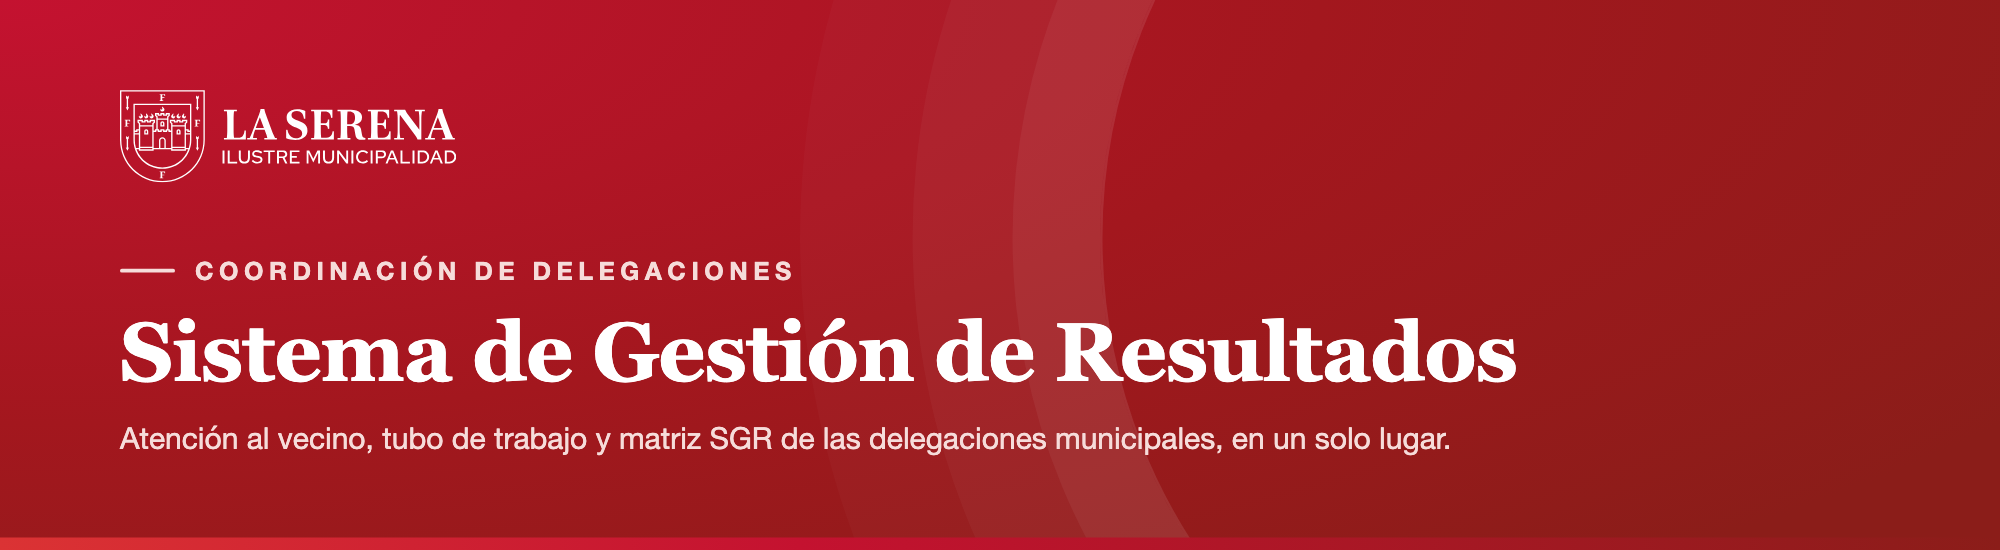 F
F F
F
LA SERENA
ILUSTRE MUNICIPALIDAD
COORDINACIÓN DE DELEGACIONES
Sistema de Gestión de Resultados
Atención al vecino, tubo de trabajo y matriz SGR de las delegaciones municipales, en un solo lugar.